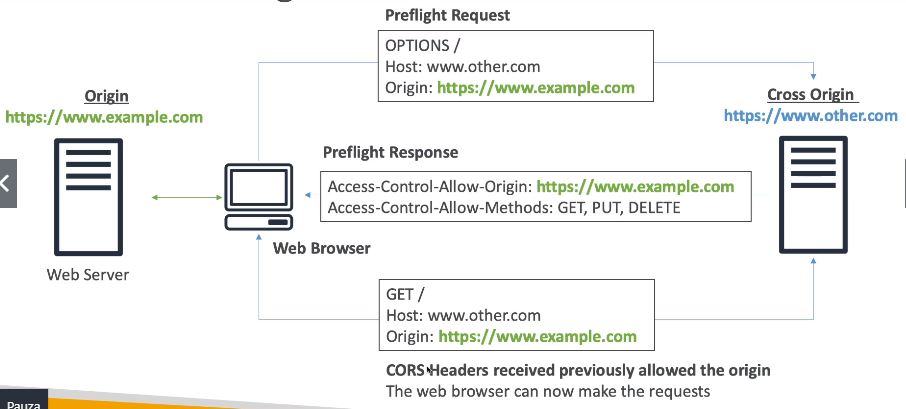 Preflight Request
OPTIONS /
Host: www.other.com
Origin: https://www.example.com
Origin
https://www.example.com
Cross Origin
https://www.other.com
Preflight Response
Access-Control-Allow-Origin: https://www.example.com
Access-Control-Allow-Methods: GET, PUT, DELETE
Web Browser
Web Server
GET /
Host: www.other.com
Origin: https://www.example.com
CORS Headers received previously allowed the origin
The web browser can now make the requests
Pauza